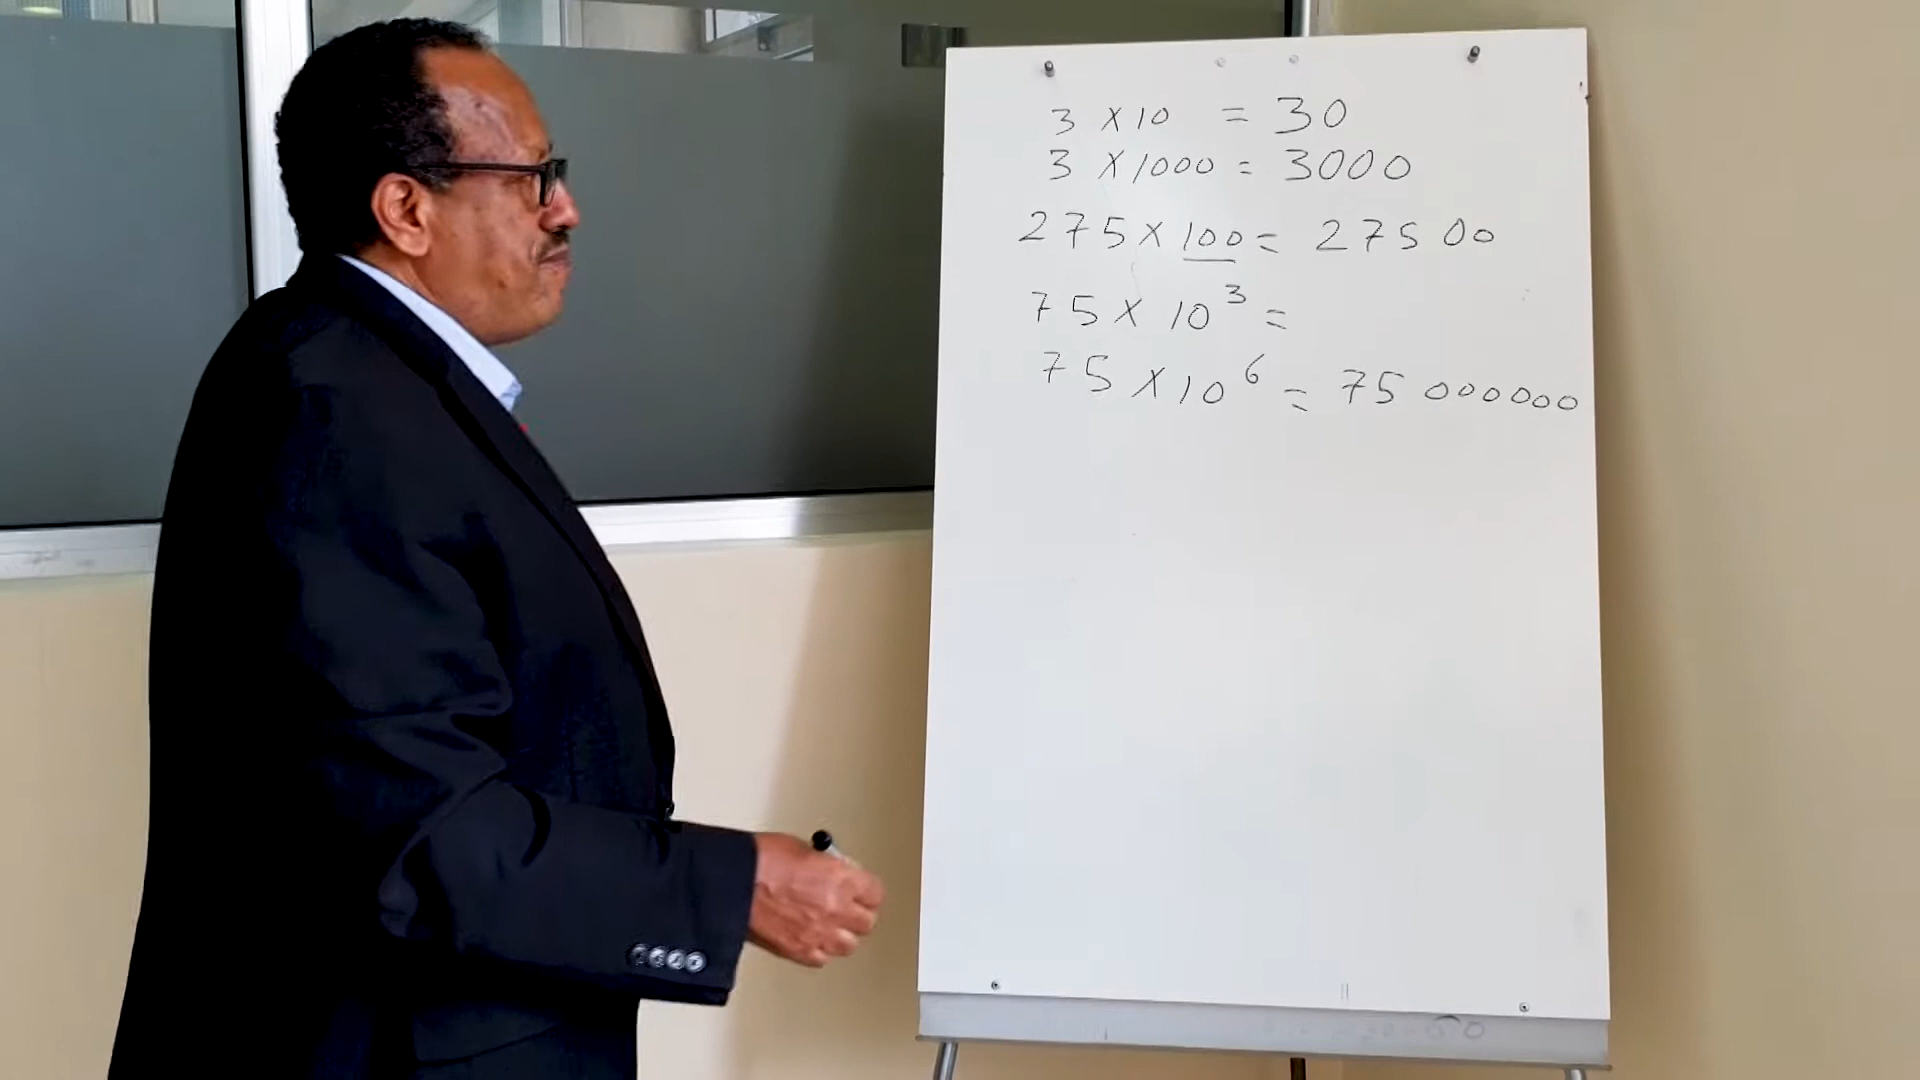 3 × 10 = 30
3 × 1000 = 3000
275 × 100 = 27500
75 × 10³ =
75 × 10⁶ = 75 000000